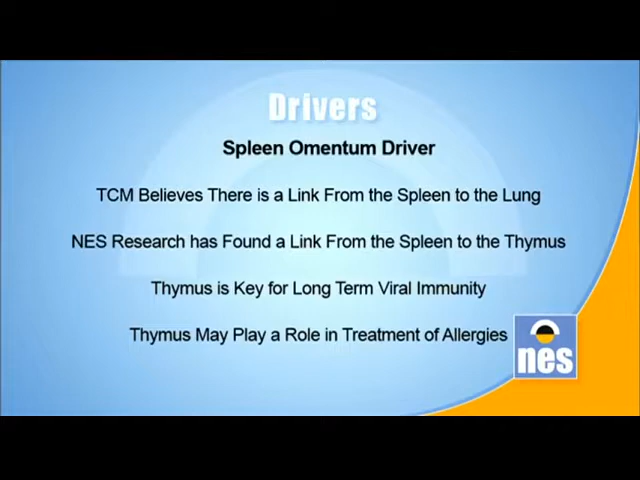 Drivers
Spleen Omentum Driver
TCM Believes There is a Link From the Spleen to the Lung
NES Research has Found a Link From the Spleen to the Thymus
Thymus is Key for Long Term Viral Immunity
Thymus May Play a Role in Treatment of Allergies
nes